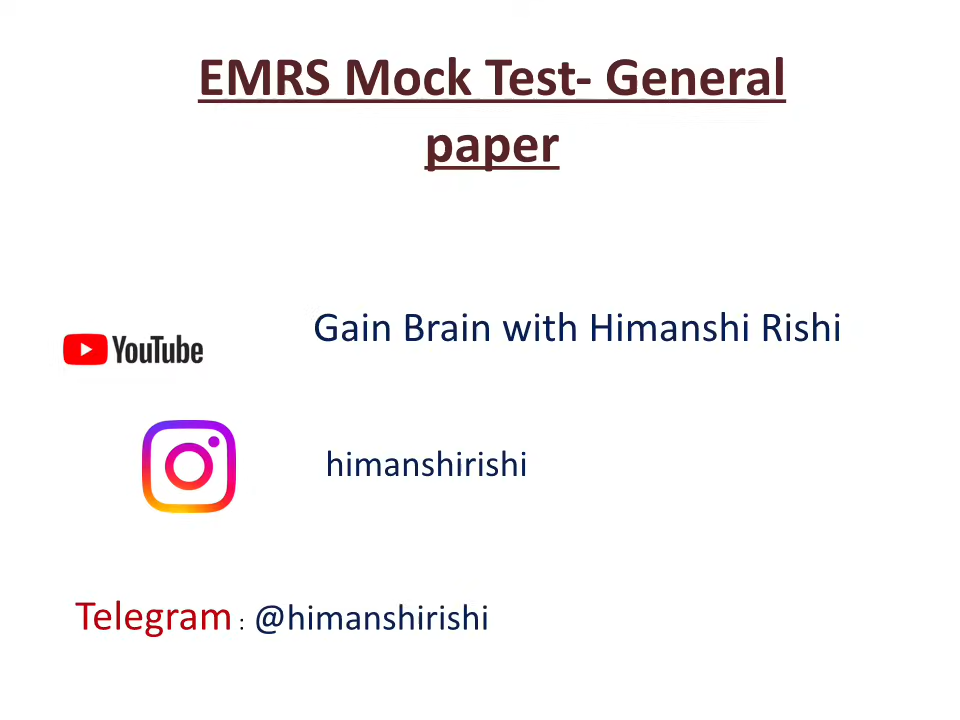 EMRS Mock Test- General
paper
Gain Brain with Himanshi Rishi
YouTube
himanshirishi
Telegram : @himanshirishi